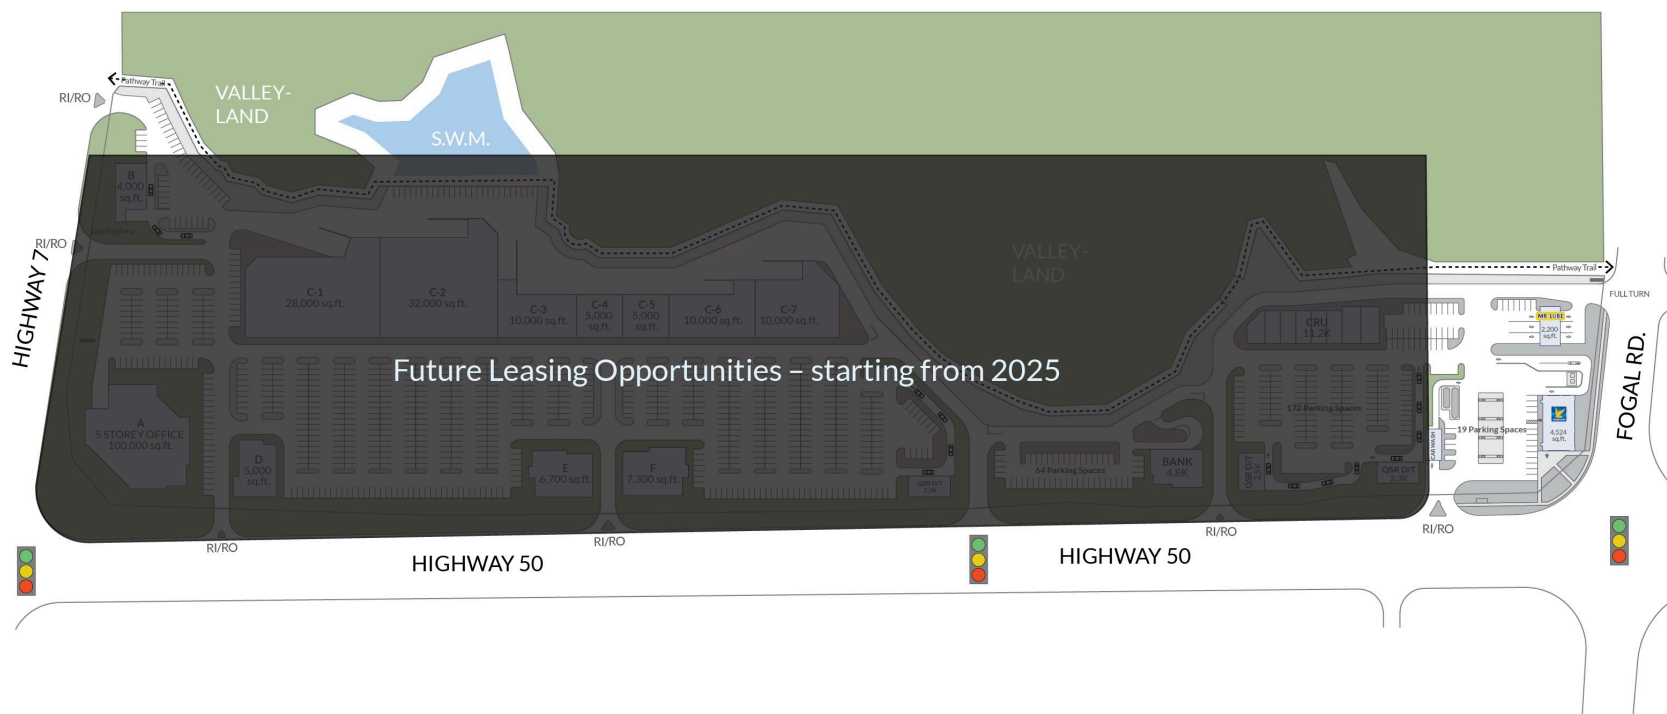 Pathway Trail
RI/RO
VALLEY-
LAND
S.W.M.
B
4,000
sq.ft.
RI/RO
HIGHWAY 7
VALLEY-
LAND
Pathway Trail
FULL TURN
C-1
28,000 sq.ft.
C-2
32,000 sq.ft.
C-3
10,000 sq.ft.
C-4
5,000
sq.ft.
C-5
5,000
sq.ft.
C-6
10,000 sq.ft.
C-7
10,000 sq.ft.
CRU
11.2K
MR LUBE
2,200
sq.ft.
FOGAL RD.
Future Leasing Opportunities – starting from 2025
A
5 STOREY OFFICE
100,000 sq.ft.
172 Parking Spaces
19 Parking Spaces
4,524
sq.ft.
CAR WASH
D
5,000
sq.ft.
E
6,700 sq.ft.
F
7,300 sq.ft.
QSR D/T
64 Parking Spaces
BANK
4.8K
QSR D/T
QSR D/T
RI/RO
RI/RO
RI/RO
RI/RO
HIGHWAY 50
HIGHWAY 50